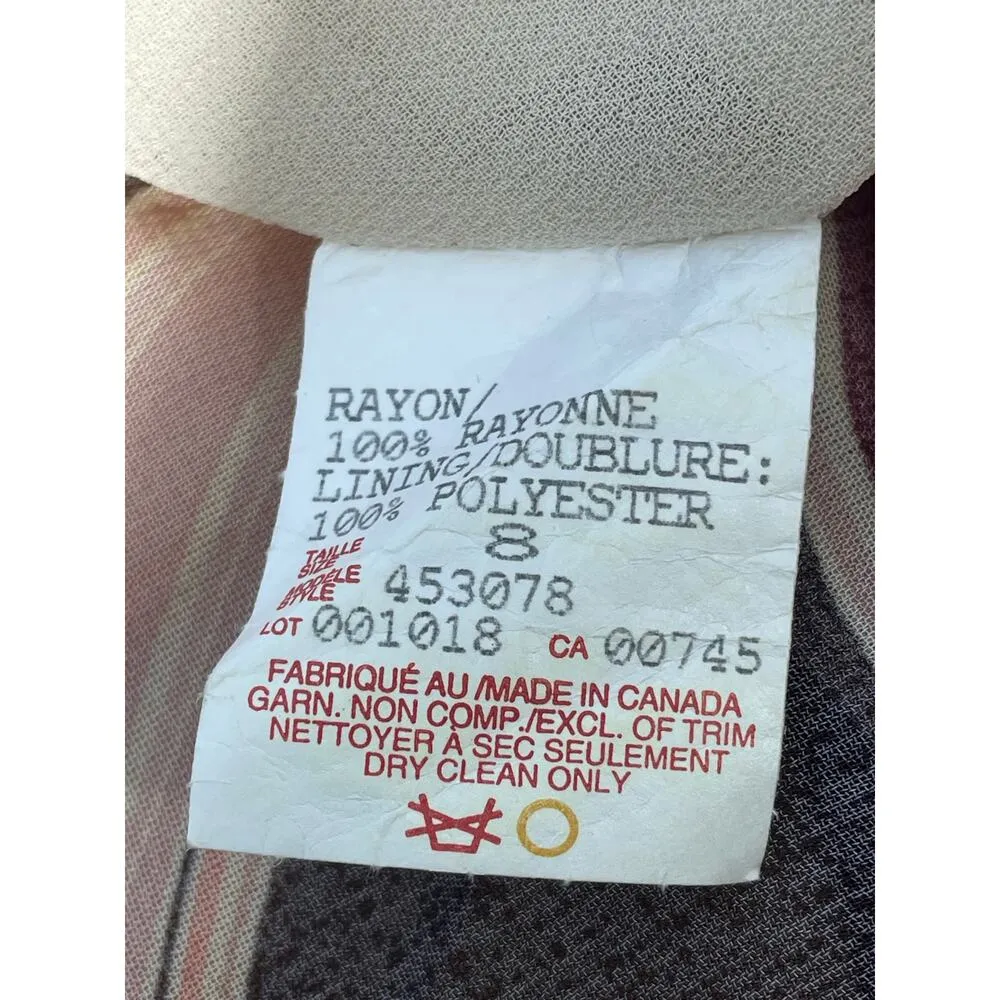 RAYON/
100% RAYONNE
LINING/DOUBLURE:
100% POLYESTER
TAILLE
SIZE 8
MODÈLE
STYLE 453078
LOT 001018 CA 00745
FABRIQUÉ AU /MADE IN CANADA
GARN. NON COMP./EXCL. OF TRIM
NETTOYER À SEC SEULEMENT
DRY CLEAN ONLY